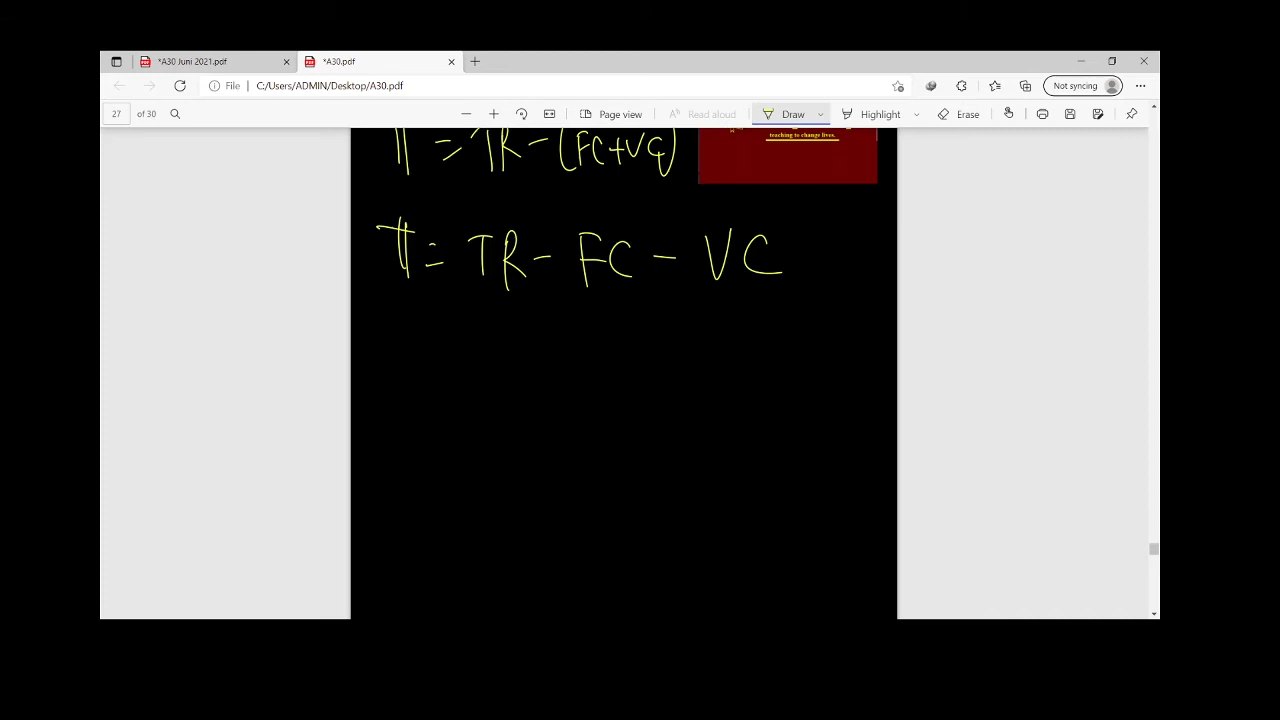 *A30 Juni 2021.pdf *A30.pdf
File C:/Users/ADMIN/Desktop/A30.pdf Not syncing
27 of 30 Page view Read aloud Draw Highlight Erase
π = TR - (FC+VC)
teaching to change lives.
π = TR - FC - VC